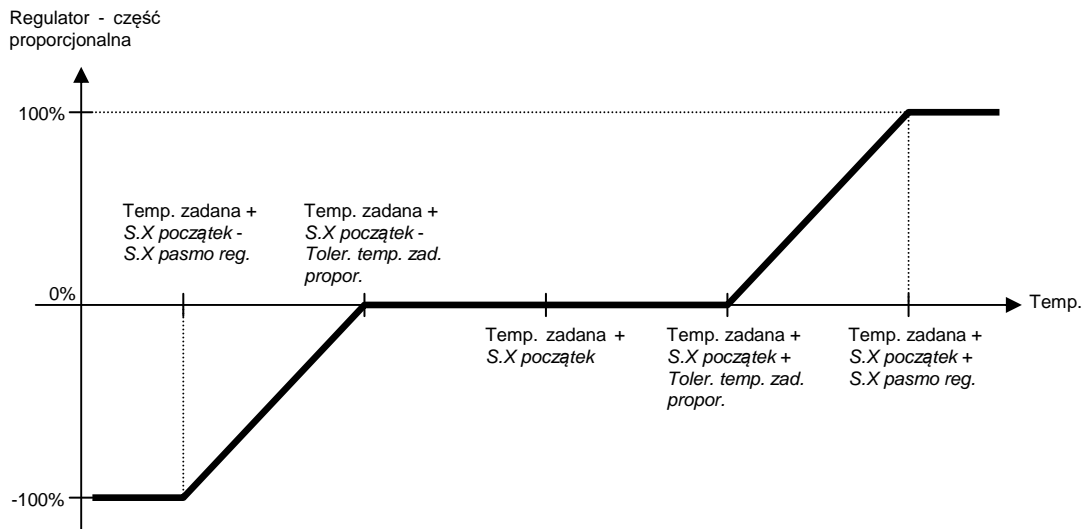 Regulator - część
proporcjonalna
100%
Temp. zadana +
S.X początek -
S.X pasmo reg.
Temp. zadana +
S.X początek -
Toler. temp. zad.
propor.
0%
Temp.
Temp. zadana +
S.X początek
Temp. zadana +
S.X początek +
Toler. temp. zad.
propor.
Temp. zadana +
S.X początek +
S.X pasmo reg.
-100%